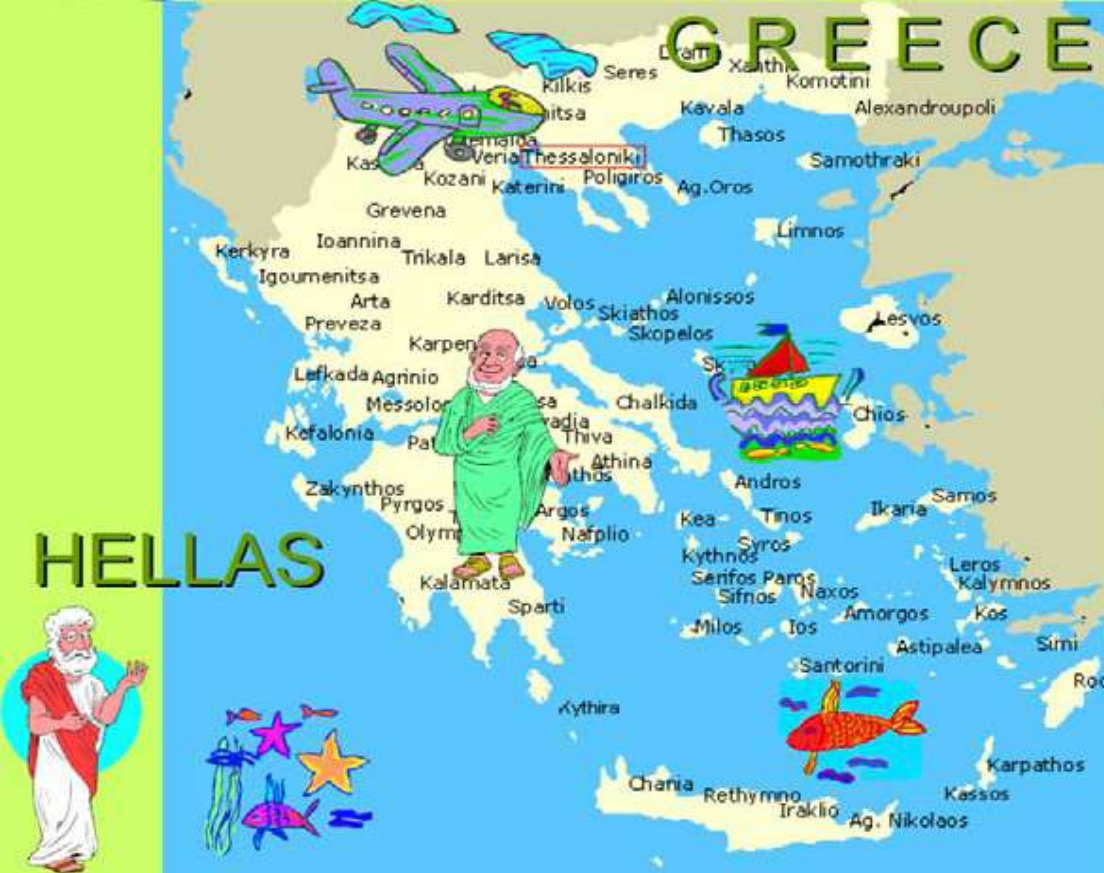 GREECE
Drama
Xanthi
Seres
Komotini
Kilkis
Kavala
Alexandroupoli
Thasos
Veria
Thessaloniki
Samothraki
Kozani
Katerini
Poligiros
Ag.Oros
Grevena
Limnos
Kerkyra
Ioannina
Trikala
Larisa
Igoumenitsa
Arta
Karditsa
Volos
Alonissos
Skiathos
Preveza
Skopelos
Lesvos
Lefkada
Agrinio
Chalkida
Chios
Kefalonia
Thiva
Athina
Zakynthos
Andros
Pyrgos
Argos
Kea
Tinos
Ikaria
Samos
Nafplio
Syros
HELLAS
Kythnos
Leros
Kalamata
Serifos
Paros
Kalymnos
Sifnos
Naxos
Sparti
Amorgos
Kos
Milos
Ios
Astipalea
Simi
Santorini
Kythira
Karpathos
Chania
Rethymno
Kassos
Iraklio
Ag. Nikolaos